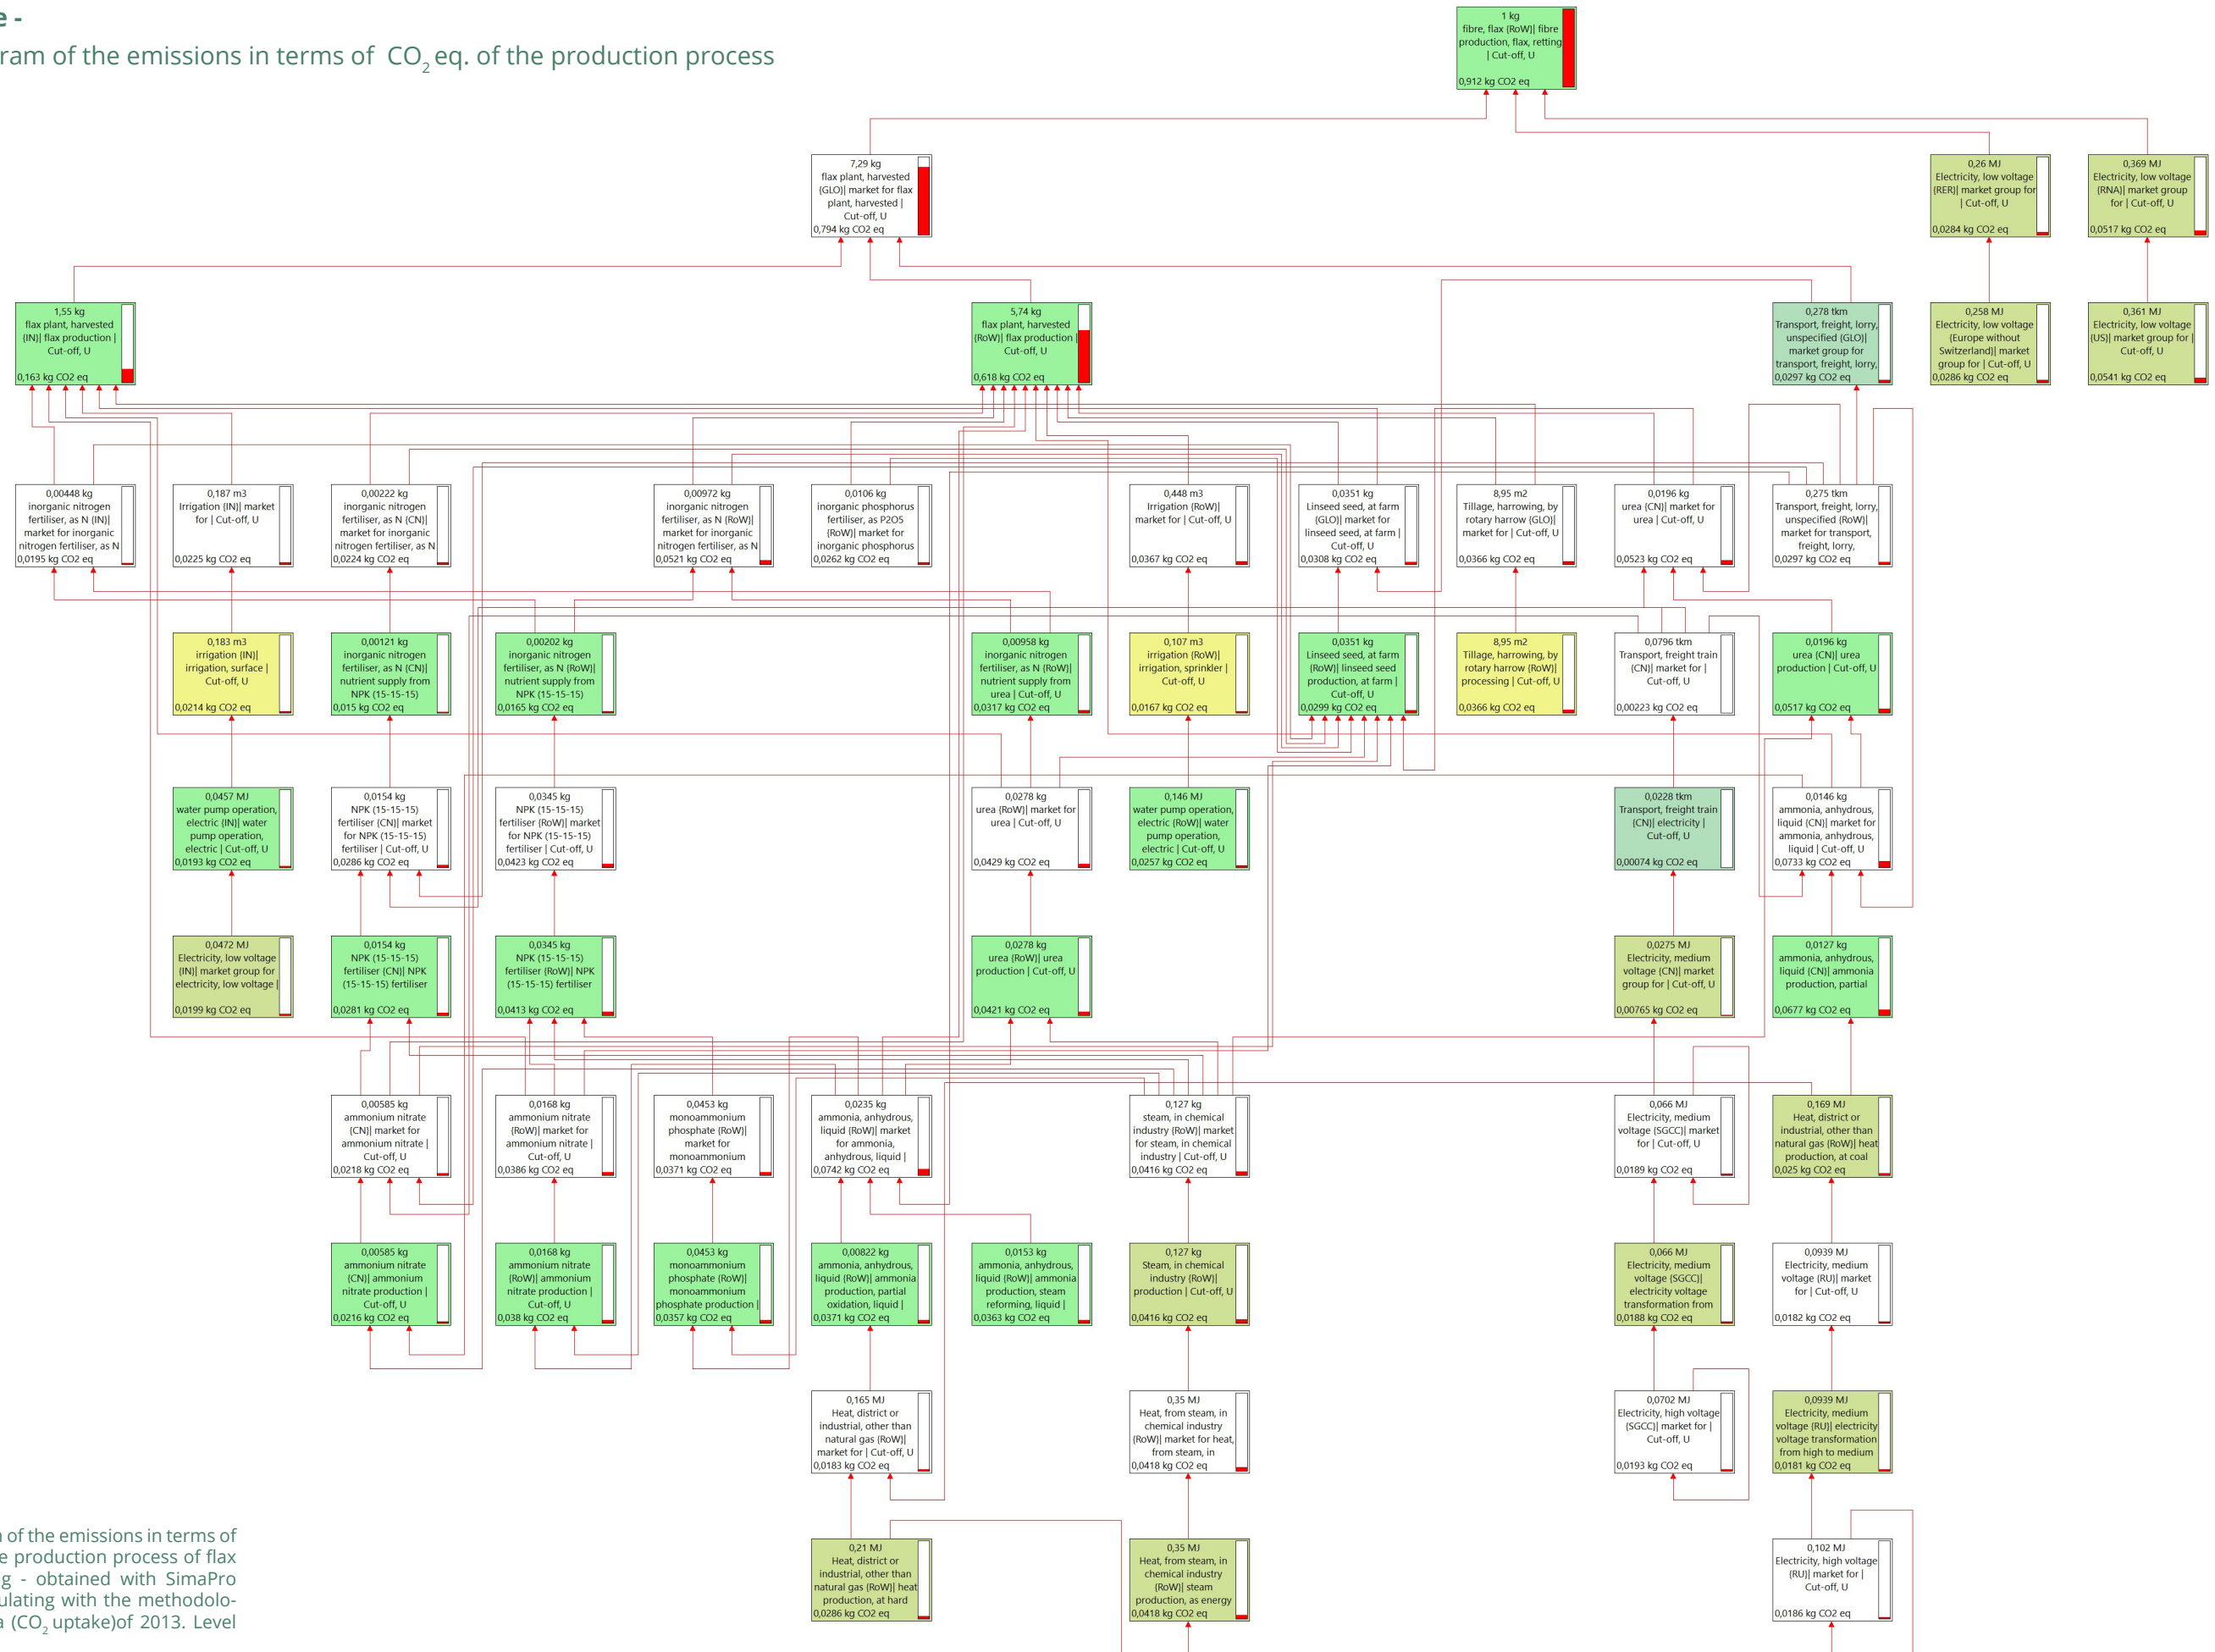 e -
ram of the emissions in terms of CO2 eq. of the production process
1 kg
fibre, flax {RoW}| fibre
production, flax, retting
| Cut-off, U
0,912 kg CO2 eq
7,29 kg
flax plant, harvested
{GLO}| market for flax
plant, harvested |
Cut-off, U
0,794 kg CO2 eq
0,26 MJ
Electricity, low voltage
{RER}| market group for
| Cut-off, U
0,0284 kg CO2 eq
0,369 MJ
Electricity, low voltage
{RNA}| market group
for | Cut-off, U
0,0517 kg CO2 eq
1,55 kg
flax plant, harvested
{IN}| flax production |
Cut-off, U
0,163 kg CO2 eq
5,74 kg
flax plant, harvested
{RoW}| flax production |
Cut-off, U
0,618 kg CO2 eq
0,278 tkm
Transport, freight, lorry,
unspecified {GLO}|
market group for
transport, freight, lorry,
0,0297 kg CO2 eq
0,258 MJ
Electricity, low voltage
{Europe without
Switzerland}| market
group for | Cut-off, U
0,0286 kg CO2 eq
0,361 MJ
Electricity, low voltage
{US}| market group for |
Cut-off, U
0,0541 kg CO2 eq
0,00448 kg
inorganic nitrogen
fertiliser, as N {IN}|
market for inorganic
nitrogen fertiliser, as N
0,0195 kg CO2 eq
0,187 m3
Irrigation {IN}| market
for | Cut-off, U
0,0225 kg CO2 eq
0,00222 kg
inorganic nitrogen
fertiliser, as N {CN}|
market for inorganic
nitrogen fertiliser, as N
0,0224 kg CO2 eq
0,00972 kg
inorganic nitrogen
fertiliser, as N {RoW}|
market for inorganic
nitrogen fertiliser, as N
0,0521 kg CO2 eq
0,0106 kg
inorganic phosphorus
fertiliser, as P2O5
{RoW}| market for
inorganic phosphorus
0,0262 kg CO2 eq
0,448 m3
Irrigation {RoW}|
market for | Cut-off, U
0,0367 kg CO2 eq
0,0351 kg
Linseed seed, at farm
{GLO}| market for
linseed seed, at farm |
Cut-off, U
0,0308 kg CO2 eq
8,95 m2
Tillage, harrowing, by
rotary harrow {GLO}|
market for | Cut-off, U
0,0366 kg CO2 eq
0,0196 kg
urea {CN}| market for
urea | Cut-off, U
0,0523 kg CO2 eq
0,275 tkm
Transport, freight, lorry,
unspecified {RoW}|
market for transport,
freight, lorry,
0,0297 kg CO2 eq
0,183 m3
irrigation {IN}|
irrigation, surface |
Cut-off, U
0,0214 kg CO2 eq
0,00121 kg
inorganic nitrogen
fertiliser, as N {CN}|
nutrient supply from
NPK (15-15-15)
0,015 kg CO2 eq
0,00202 kg
inorganic nitrogen
fertiliser, as N {RoW}|
nutrient supply from
NPK (15-15-15)
0,0165 kg CO2 eq
0,00958 kg
inorganic nitrogen
fertiliser, as N {RoW}|
nutrient supply from
urea | Cut-off, U
0,0317 kg CO2 eq
0,107 m3
irrigation {RoW}|
irrigation, sprinkler |
Cut-off, U
0,0167 kg CO2 eq
0,0351 kg
Linseed seed, at farm
{RoW}| linseed seed
production, at farm |
Cut-off, U
0,0299 kg CO2 eq
8,95 m2
Tillage, harrowing, by
rotary harrow {RoW}|
processing | Cut-off, U
0,0366 kg CO2 eq
0,0796 tkm
Transport, freight train
{CN}| market for |
Cut-off, U
0,00223 kg CO2 eq
0,0196 kg
urea {CN}| urea
production | Cut-off, U
0,0517 kg CO2 eq
0,0457 MJ
water pump operation,
electric {IN}| water
pump operation,
electric | Cut-off, U
0,0193 kg CO2 eq
0,0154 kg
NPK (15-15-15)
fertiliser {CN}| market
for NPK (15-15-15)
fertiliser | Cut-off, U
0,0286 kg CO2 eq
0,0345 kg
NPK (15-15-15)
fertiliser {RoW}| market
for NPK (15-15-15)
fertiliser | Cut-off, U
0,0423 kg CO2 eq
0,0278 kg
urea {RoW}| market for
urea | Cut-off, U
0,0429 kg CO2 eq
0,146 MJ
water pump operation,
electric {RoW}| water
pump operation,
electric | Cut-off, U
0,0257 kg CO2 eq
0,0228 tkm
Transport, freight train
{CN}| electricity |
Cut-off, U
0,00074 kg CO2 eq
0,0146 kg
ammonia, anhydrous,
liquid {CN}| market for
ammonia, anhydrous,
liquid | Cut-off, U
0,0733 kg CO2 eq
0,0472 MJ
Electricity, low voltage
{IN}| market group for
electricity, low voltage |
0,0199 kg CO2 eq
0,0154 kg
NPK (15-15-15)
fertiliser {CN}| NPK
(15-15-15) fertiliser
0,0281 kg CO2 eq
0,0345 kg
NPK (15-15-15)
fertiliser {RoW}| NPK
(15-15-15) fertiliser
0,0413 kg CO2 eq
0,0278 kg
urea {RoW}| urea
production | Cut-off, U
0,0421 kg CO2 eq
0,0275 MJ
Electricity, medium
voltage {CN}| market
group for | Cut-off, U
0,00765 kg CO2 eq
0,0127 kg
ammonia, anhydrous,
liquid {CN}| ammonia
production, partial
0,0677 kg CO2 eq
0,00585 kg
ammonium nitrate
{CN}| market for
ammonium nitrate |
Cut-off, U
0,0218 kg CO2 eq
0,0168 kg
ammonium nitrate
{RoW}| market for
ammonium nitrate |
Cut-off, U
0,0386 kg CO2 eq
0,0453 kg
monoammonium
phosphate {RoW}|
market for
monoammonium
0,0371 kg CO2 eq
0,0235 kg
ammonia, anhydrous,
liquid {RoW}| market
for ammonia,
anhydrous, liquid |
0,0742 kg CO2 eq
0,127 kg
steam, in chemical
industry {RoW}| market
for steam, in chemical
industry | Cut-off, U
0,0416 kg CO2 eq
0,066 MJ
Electricity, medium
voltage {SGCC}| market
for | Cut-off, U
0,0189 kg CO2 eq
0,169 MJ
Heat, district or
industrial, other than
natural gas {RoW}| heat
production, at coal
0,025 kg CO2 eq
0,00585 kg
ammonium nitrate
{CN}| ammonium
nitrate production |
Cut-off, U
0,0216 kg CO2 eq
0,0168 kg
ammonium nitrate
{RoW}| ammonium
nitrate production |
Cut-off, U
0,038 kg CO2 eq
0,0453 kg
monoammonium
phosphate {RoW}|
monoammonium
phosphate production |
0,0357 kg CO2 eq
0,00822 kg
ammonia, anhydrous,
liquid {RoW}| ammonia
production, partial
oxidation, liquid |
0,0371 kg CO2 eq
0,0153 kg
ammonia, anhydrous,
liquid {RoW}| ammonia
production, steam
reforming, liquid |
0,0363 kg CO2 eq
0,127 kg
Steam, in chemical
industry {RoW}|
production | Cut-off, U
0,0416 kg CO2 eq
0,066 MJ
Electricity, medium
voltage {SGCC}|
electricity voltage
transformation from
0,0188 kg CO2 eq
0,0939 MJ
Electricity, medium
voltage {RU}| market
for | Cut-off, U
0,0182 kg CO2 eq
0,165 MJ
Heat, district or
industrial, other than
natural gas {RoW}|
market for | Cut-off, U
0,0183 kg CO2 eq
0,35 MJ
Heat, from steam, in
chemical industry
{RoW}| market for heat,
from steam, in
0,0418 kg CO2 eq
0,0702 MJ
Electricity, high voltage
{SGCC}| market for |
Cut-off, U
0,0193 kg CO2 eq
0,0939 MJ
Electricity, medium
voltage {RU}| electricity
voltage transformation
from high to medium
0,0181 kg CO2 eq
0,21 MJ
Heat, district or
industrial, other than
natural gas {RoW}| heat
production, at hard
0,0286 kg CO2 eq
0,35 MJ
Heat, from steam, in
chemical industry
{RoW}| steam
production, as energy
0,0418 kg CO2 eq
0,102 MJ
Electricity, high voltage
{RU}| market for |
Cut-off, U
0,0186 kg CO2 eq
n of the emissions in terms of
e production process of flax
g - obtained with SimaPro
ulating with the methodolo-
a (CO2 uptake)of 2013. Level